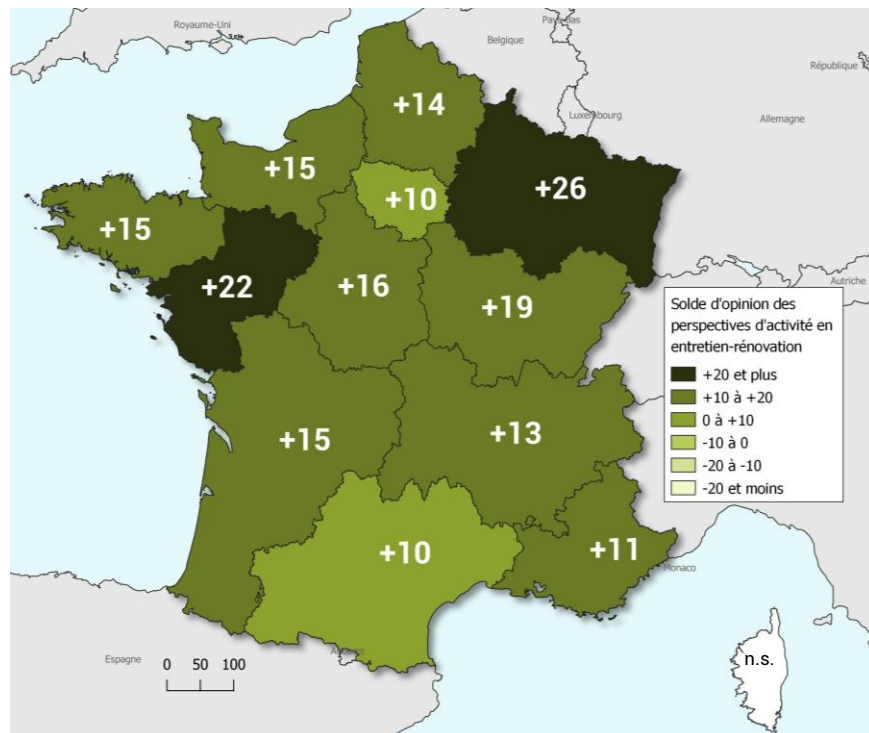 Royaume-Uni
Pays-Bas
Belgique
République T
Luxembourg
Allemagne
+14
+15
+10
+26
+15
+22
+16
+19
Autriche
Solde d'opinion des
perspectives d'activité en
entretien-rénovation
+20 et plus
+10 à +20
0 à +10
-10 à 0
-20 à -10
-20 et moins
+15
+13
+10
+11
Monaco
Espagne
0 50 100
n.s.